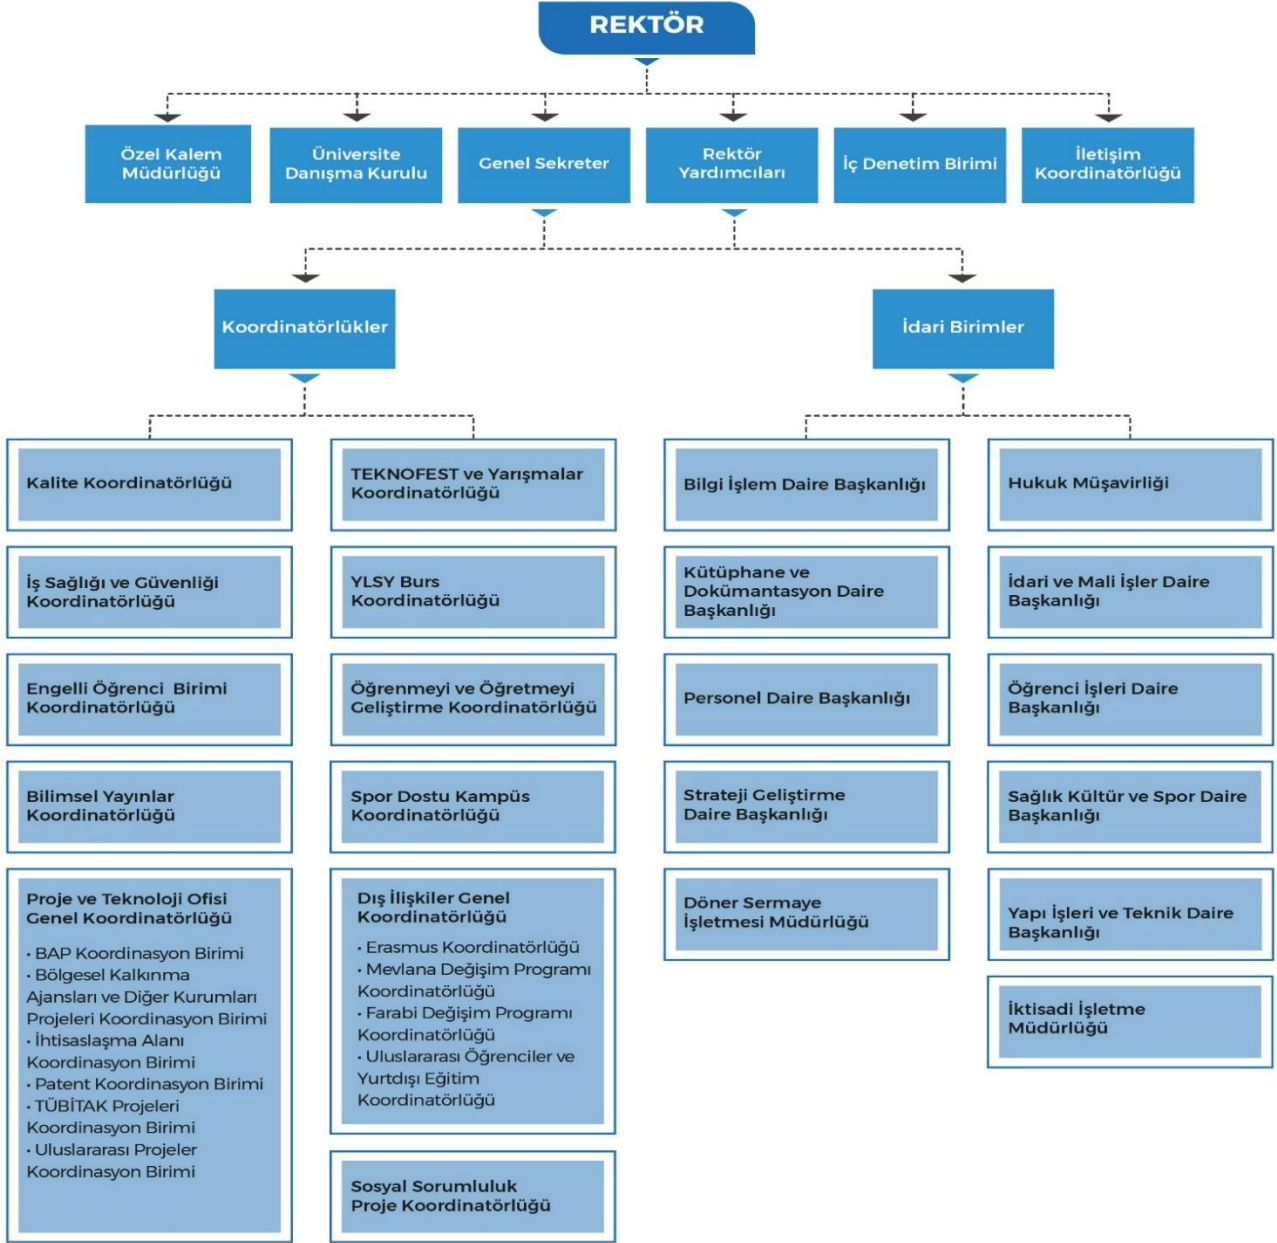 REKTÖR
Özel Kalem
Müdürlüğü
Üniversite
Danışma Kurulu
Genel Sekreter
Rektör
Yardımcıları
İç Denetim Birimi
İletişim
Koordinatörlüğü
Koordinatörlükler
İdari Birimler
Kalite Koordinatörlüğü
İş Sağlığı ve Güvenliği
Koordinatörlüğü
Engelli Öğrenci Birimi
Koordinatörlüğü
Bilimsel Yayınlar
Koordinatörlüğü
Proje ve Teknoloji Ofisi
Genel Koordinatörlüğü
• BAP Koordinasyon Birimi
• Bölgesel Kalkınma
Ajansları ve Diğer Kurumları
Projeleri Koordinasyon Birimi
• İhtisaslaşma Alanı
Koordinasyon Birimi
• Patent Koordinasyon Birimi
• TÜBİTAK Projeleri
Koordinasyon Birimi
• Uluslararası Projeler
Koordinasyon Birimi
TEKNOFEST ve Yarışmalar
Koordinatörlüğü
YLSY Burs
Koordinatörlüğü
Öğrenmeyi ve Öğretmeyi
Geliştirme Koordinatörlüğü
Spor Dostu Kampüs
Koordinatörlüğü
Dış İlişkiler Genel
Koordinatörlüğü
• Erasmus Koordinatörlüğü
• Mevlana Değişim Programı
Koordinatörlüğü
• Farabi Değişim Programı
Koordinatörlüğü
• Uluslararası Öğrenciler ve
Yurtdışı Eğitim
Koordinatörlüğü
Sosyal Sorumluluk
Proje Koordinatörlüğü
Bilgi İşlem Daire Başkanlığı
Kütüphane ve
Dokümantasyon Daire
Başkanlığı
Personel Daire Başkanlığı
Strateji Geliştirme
Daire Başkanlığı
Döner Sermaye
İşletmesi Müdürlüğü
Hukuk Müşavirliği
İdari ve Mali İşler Daire
Başkanlığı
Öğrenci İşleri Daire
Başkanlığı
Sağlık Kültür ve Spor Daire
Başkanlığı
Yapı İşleri ve Teknik Daire
Başkanlığı
İktisadi İşletme
Müdürlüğü